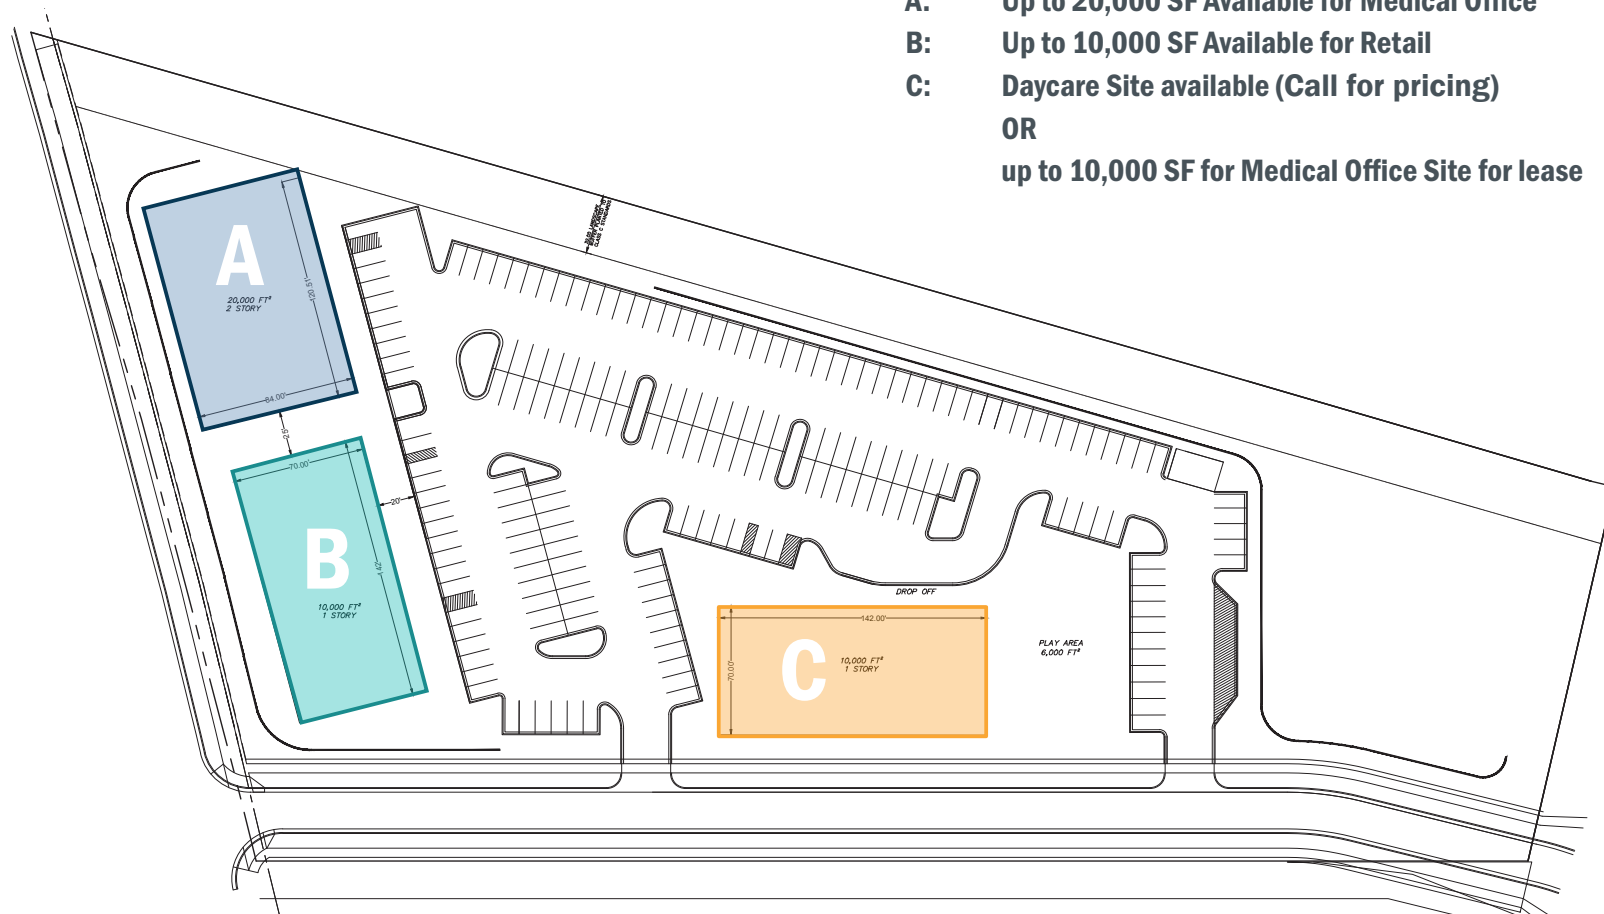 A: Up to 20,000 SF Available for Medical Office
B: Up to 10,000 SF Available for Retail
C: Daycare Site available (Call for pricing)
OR
up to 10,000 SF for Medical Office Site for lease
A
20,000 FT²
2 STORY
120.51'
84.00'
25'
70.00'
20'
B
142'
10,000 FT²
1 STORY
DROP OFF
142.00'
C
70.00'
10,000 FT²
1 STORY
PLAY AREA
6,000 FT²